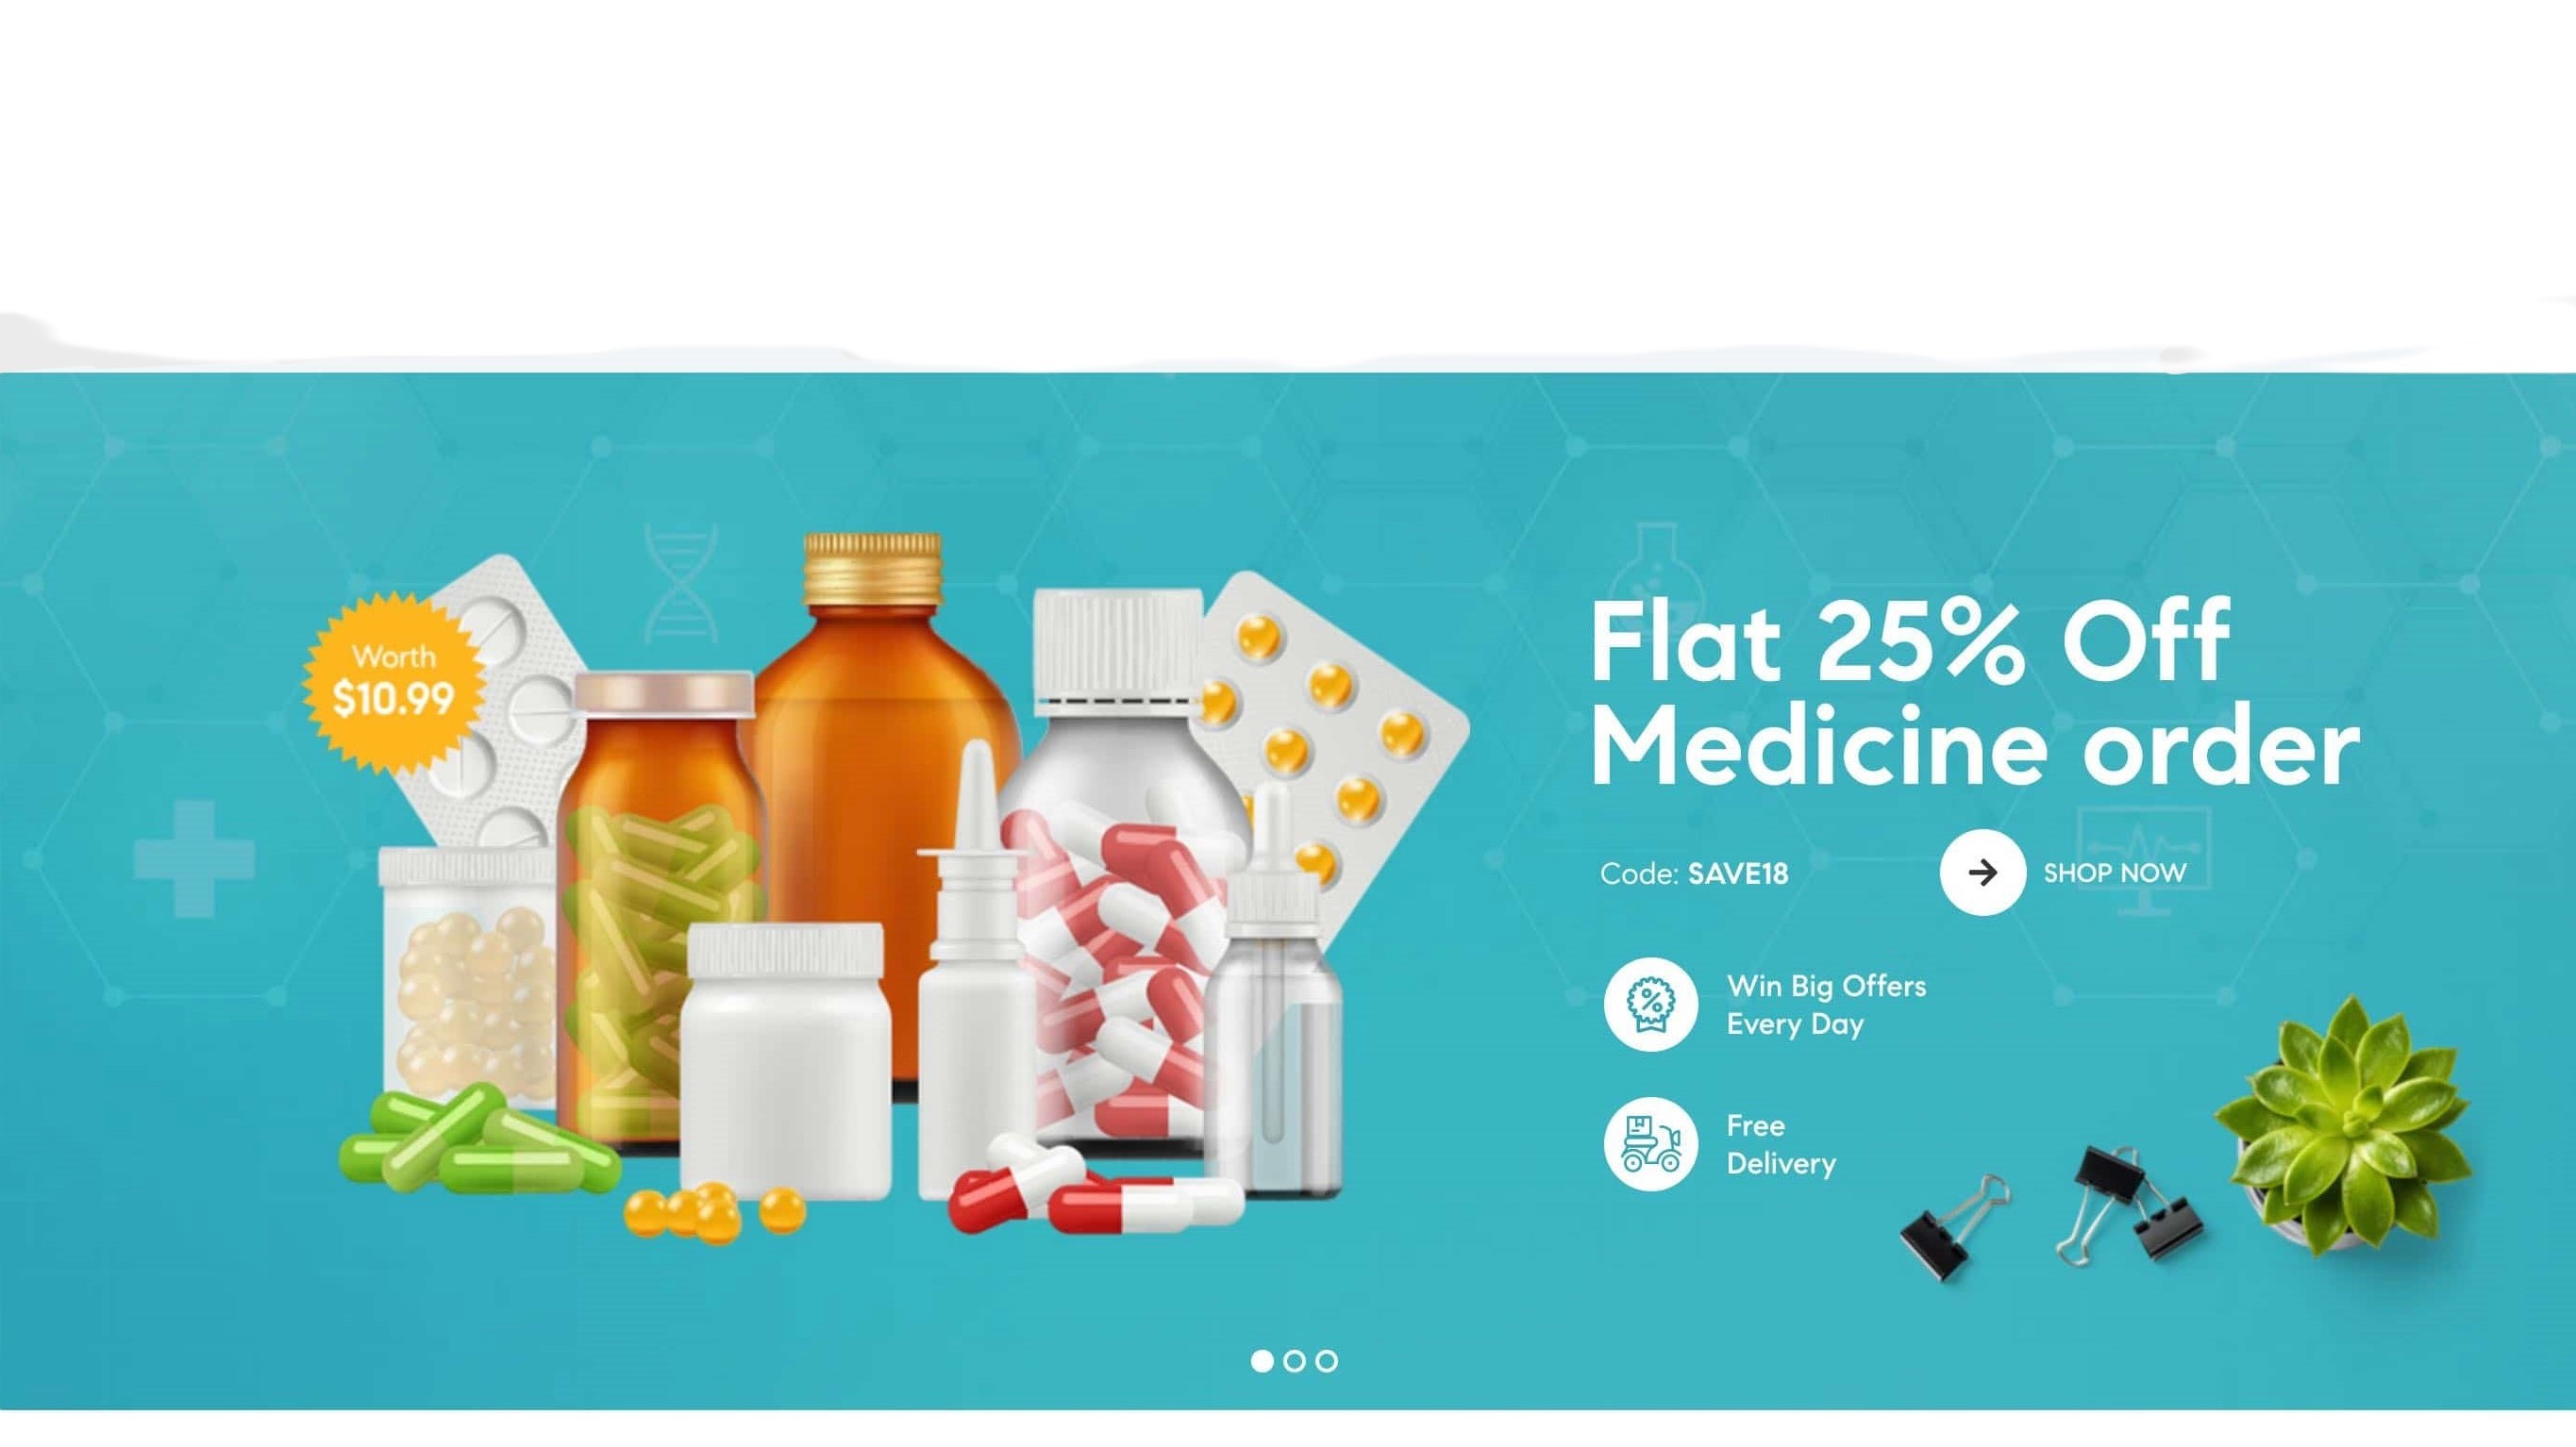 Worth
$10.99
Flat 25% Off
Medicine order
Code: SAVE18
SHOP NOW
Win Big Offers
Every Day
Free
Delivery